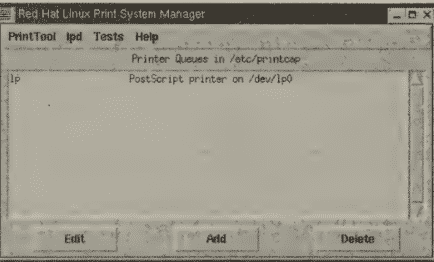 Red Hat Linux Print System Manager
PrintTool lpd Tests Help
Printer Queues in /etc/printcap
lp PostScript printer on /dev/lp0
Edit Add Delete